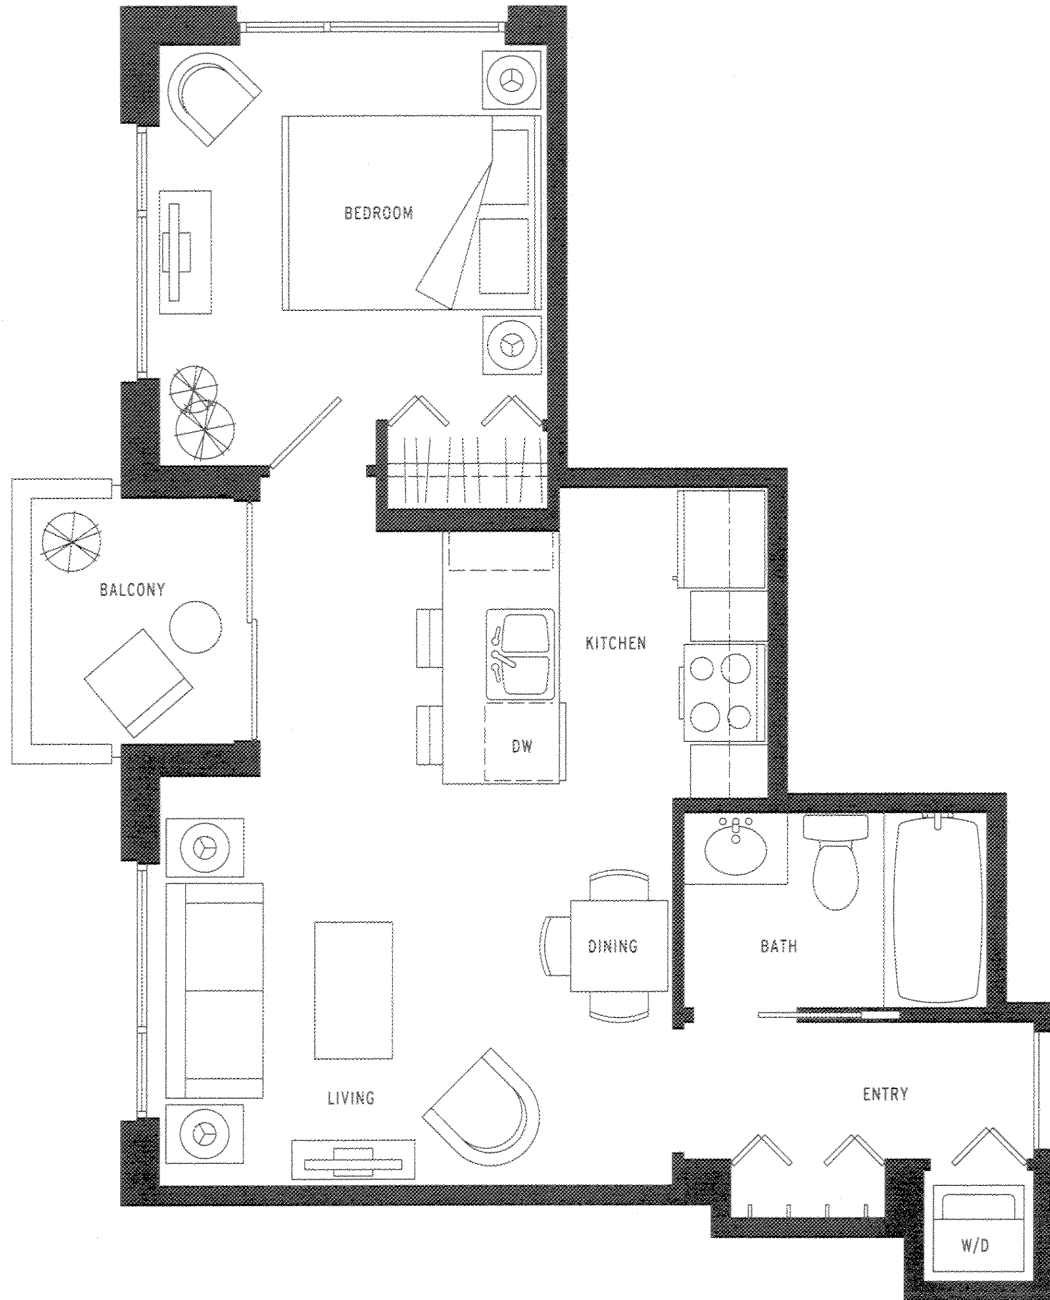 BEDROOM
BALCONY
KITCHEN
DW
DINING
BATH
LIVING
ENTRY
W/D